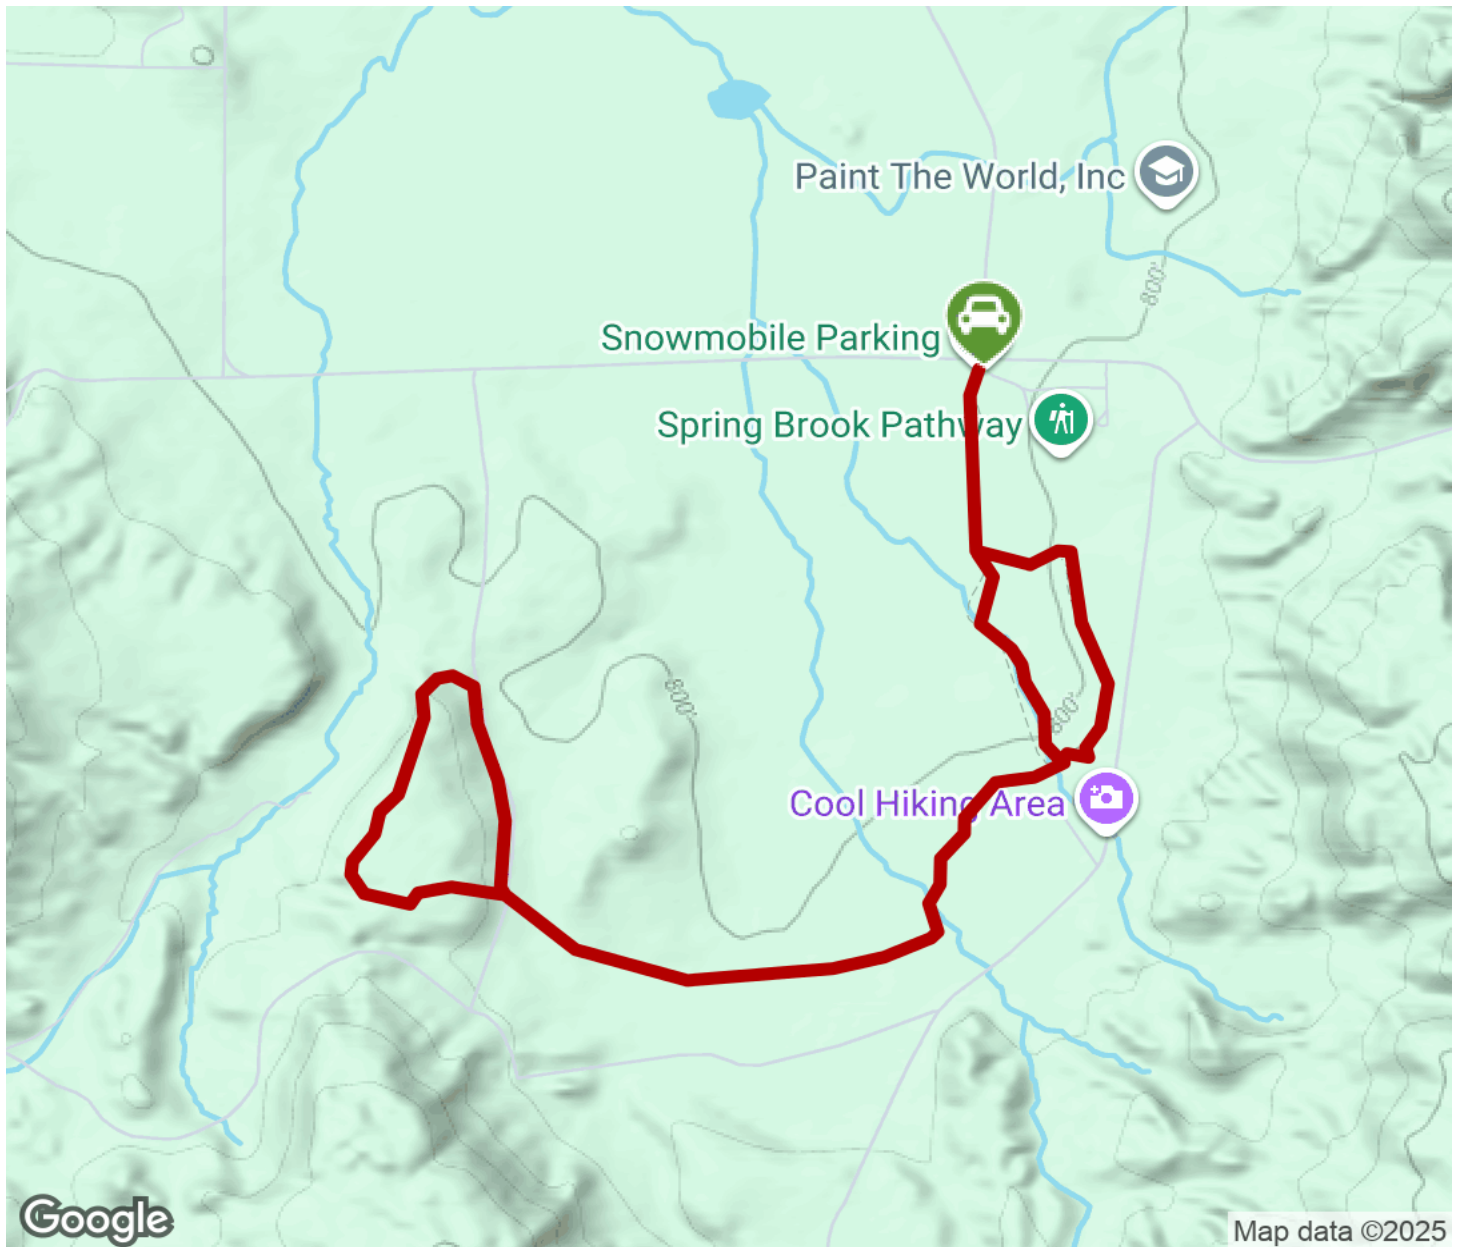 Paint The World, Inc
800'
Snowmobile Parking
Spring Brook Pathway
800'
800'
Cool Hiking Area
Google
Map data ©2025